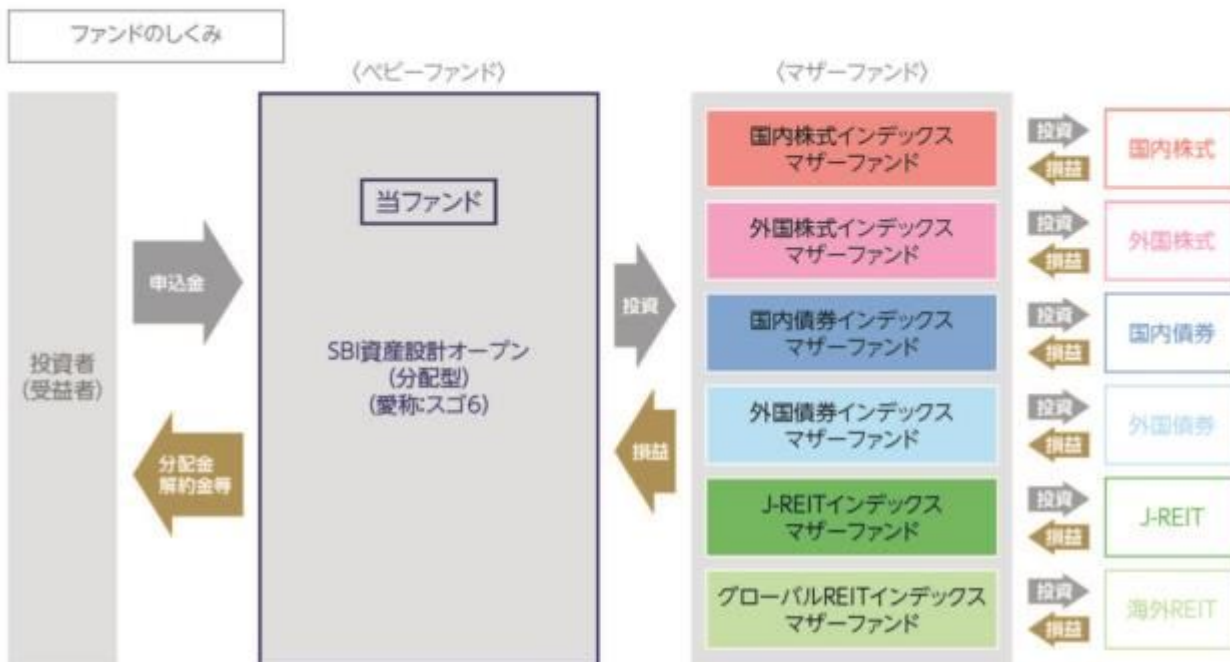 ファンドのしくみ
〈ベビーファンド〉
〈マザーファンド〉
投資者
(受益者)
申込金
分配金
解約金等
当ファンド
SBI資産設計オープン
(分配型)
(愛称:スゴ6)
投資
損益
国内株式インデックス
マザーファンド
投資
損益
国内株式
外国株式インデックス
マザーファンド
投資
損益
外国株式
国内債券インデックス
マザーファンド
投資
損益
国内債券
外国債券インデックス
マザーファンド
投資
損益
外国債券
J-REITインデックス
マザーファンド
投資
損益
J-REIT
グローバルREITインデックス
マザーファンド
投資
損益
海外REIT